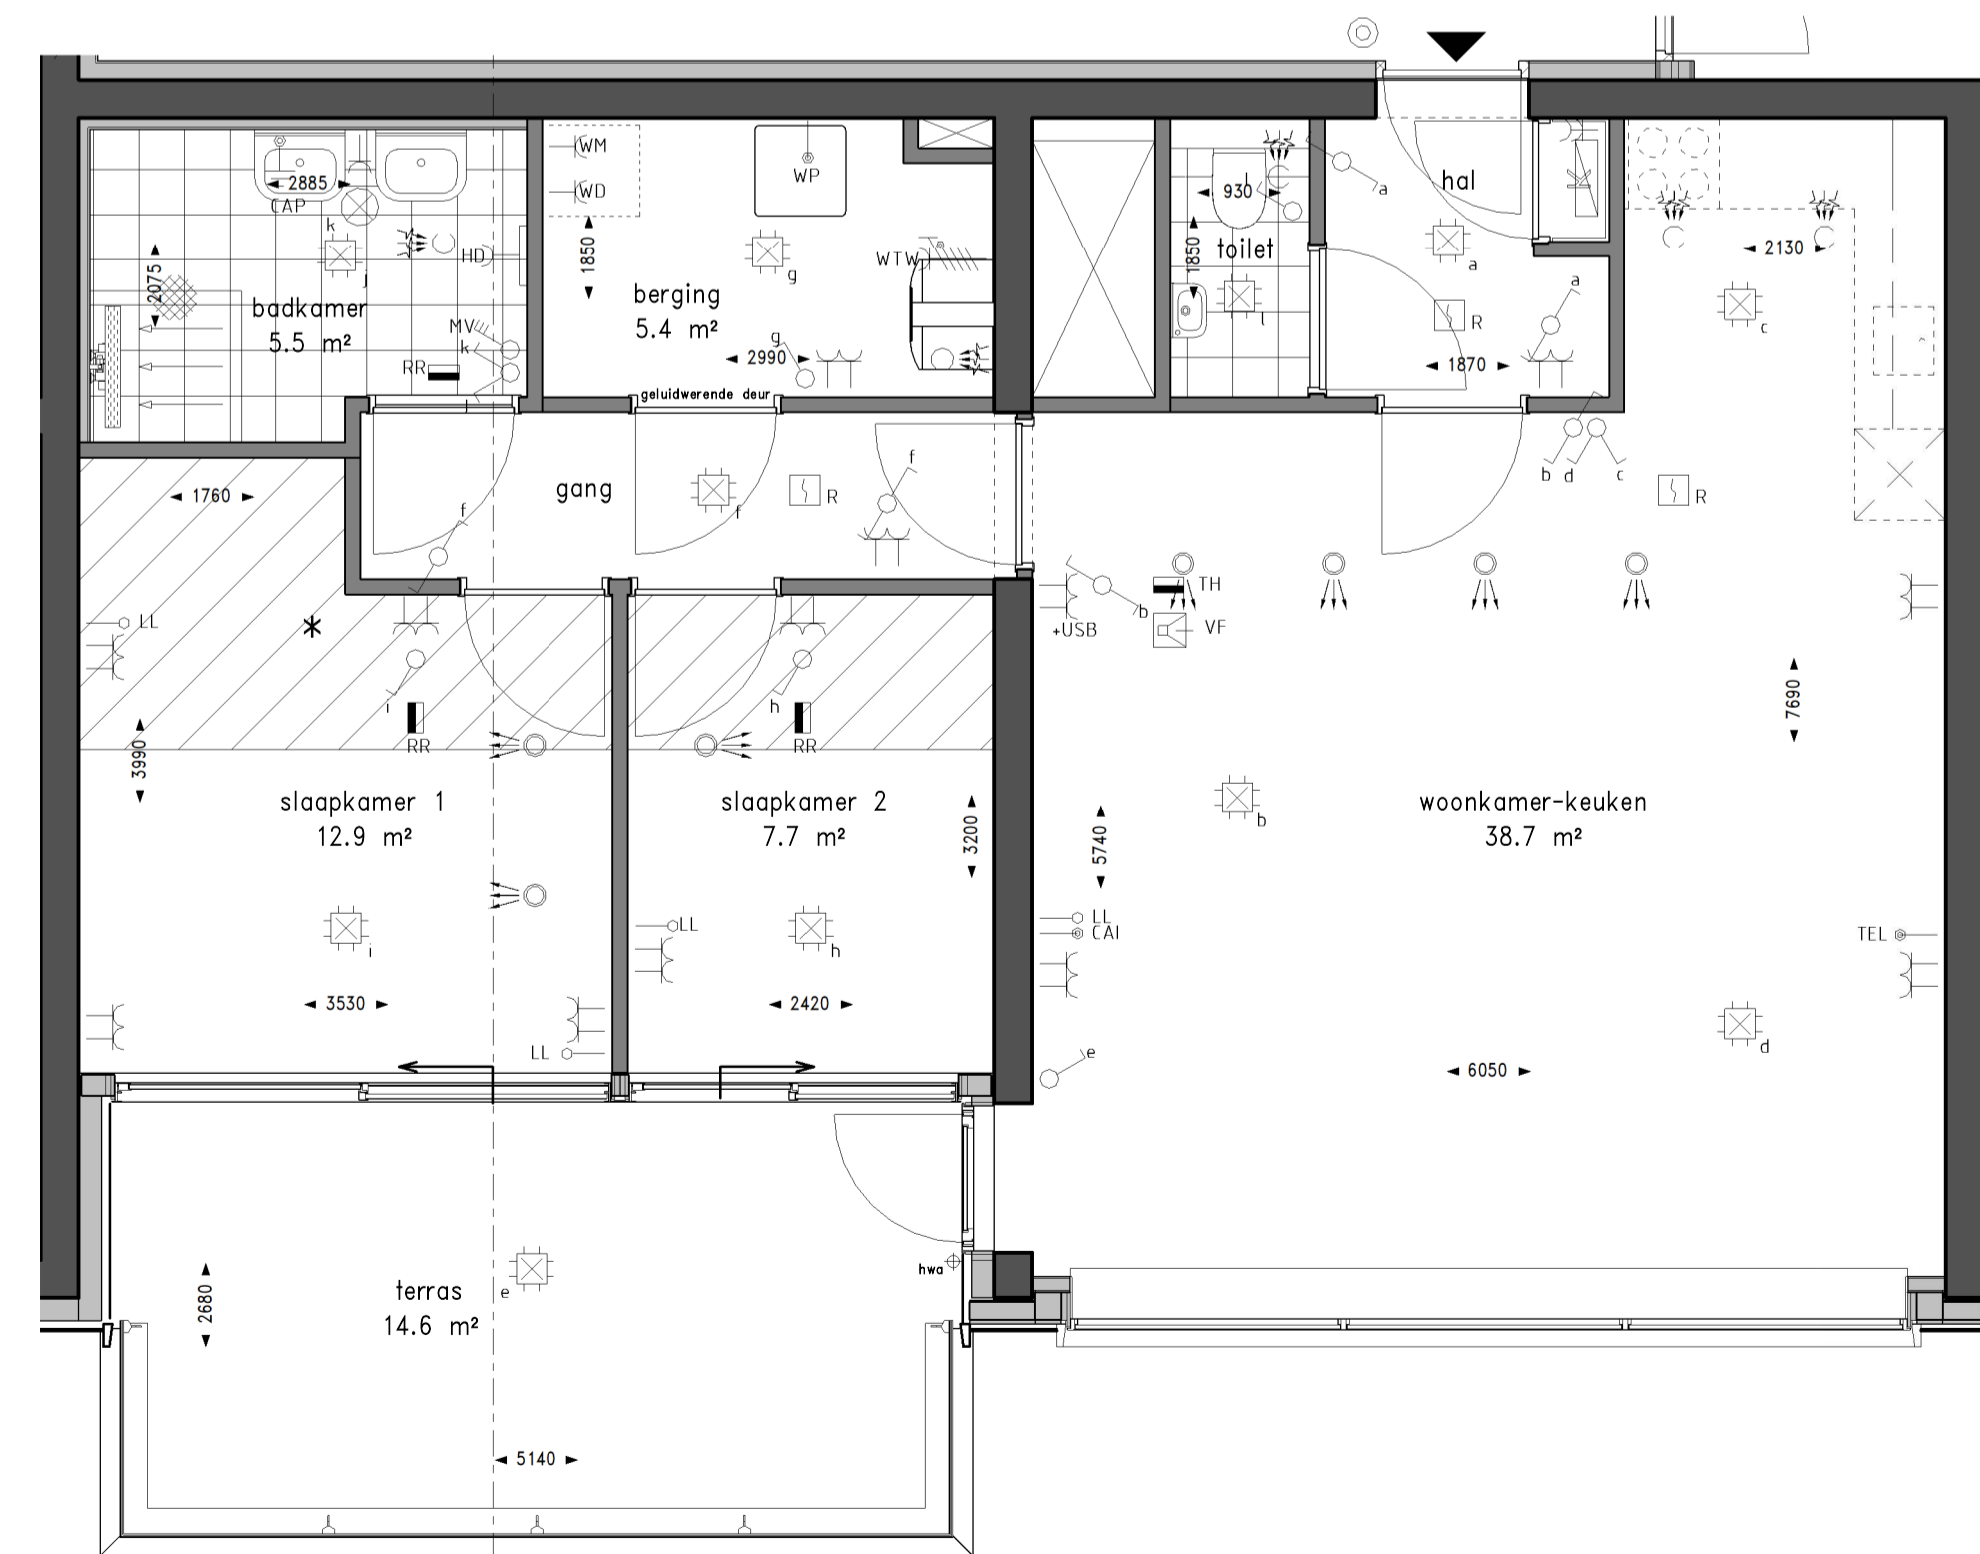 WM
WD
2885
CAP
k
j
HD
2075
badkamer
5.5 m²
MV
k
RR
j
1850
WP
g
WTW
berging
5.4 m²
g
2990
geluidwerende deur
930
l
1850
toilet
l
a
hal
a
K
R
a
1870
2130
c
1760
gang
f
f
R
f
b
d
c
R
LL
*
i
RR
3990
h
RR
+USB
b
TH
VF
7690
slaapkamer 1
12.9 m²
slaapkamer 2
7.7 m²
3200
5740
b
woonkamer-keuken
38.7 m²
i
LL
h
LL
CAI
TEL
3530
2420
LL
e
d
6050
hwa
terras
14.6 m²
e
2680
5140